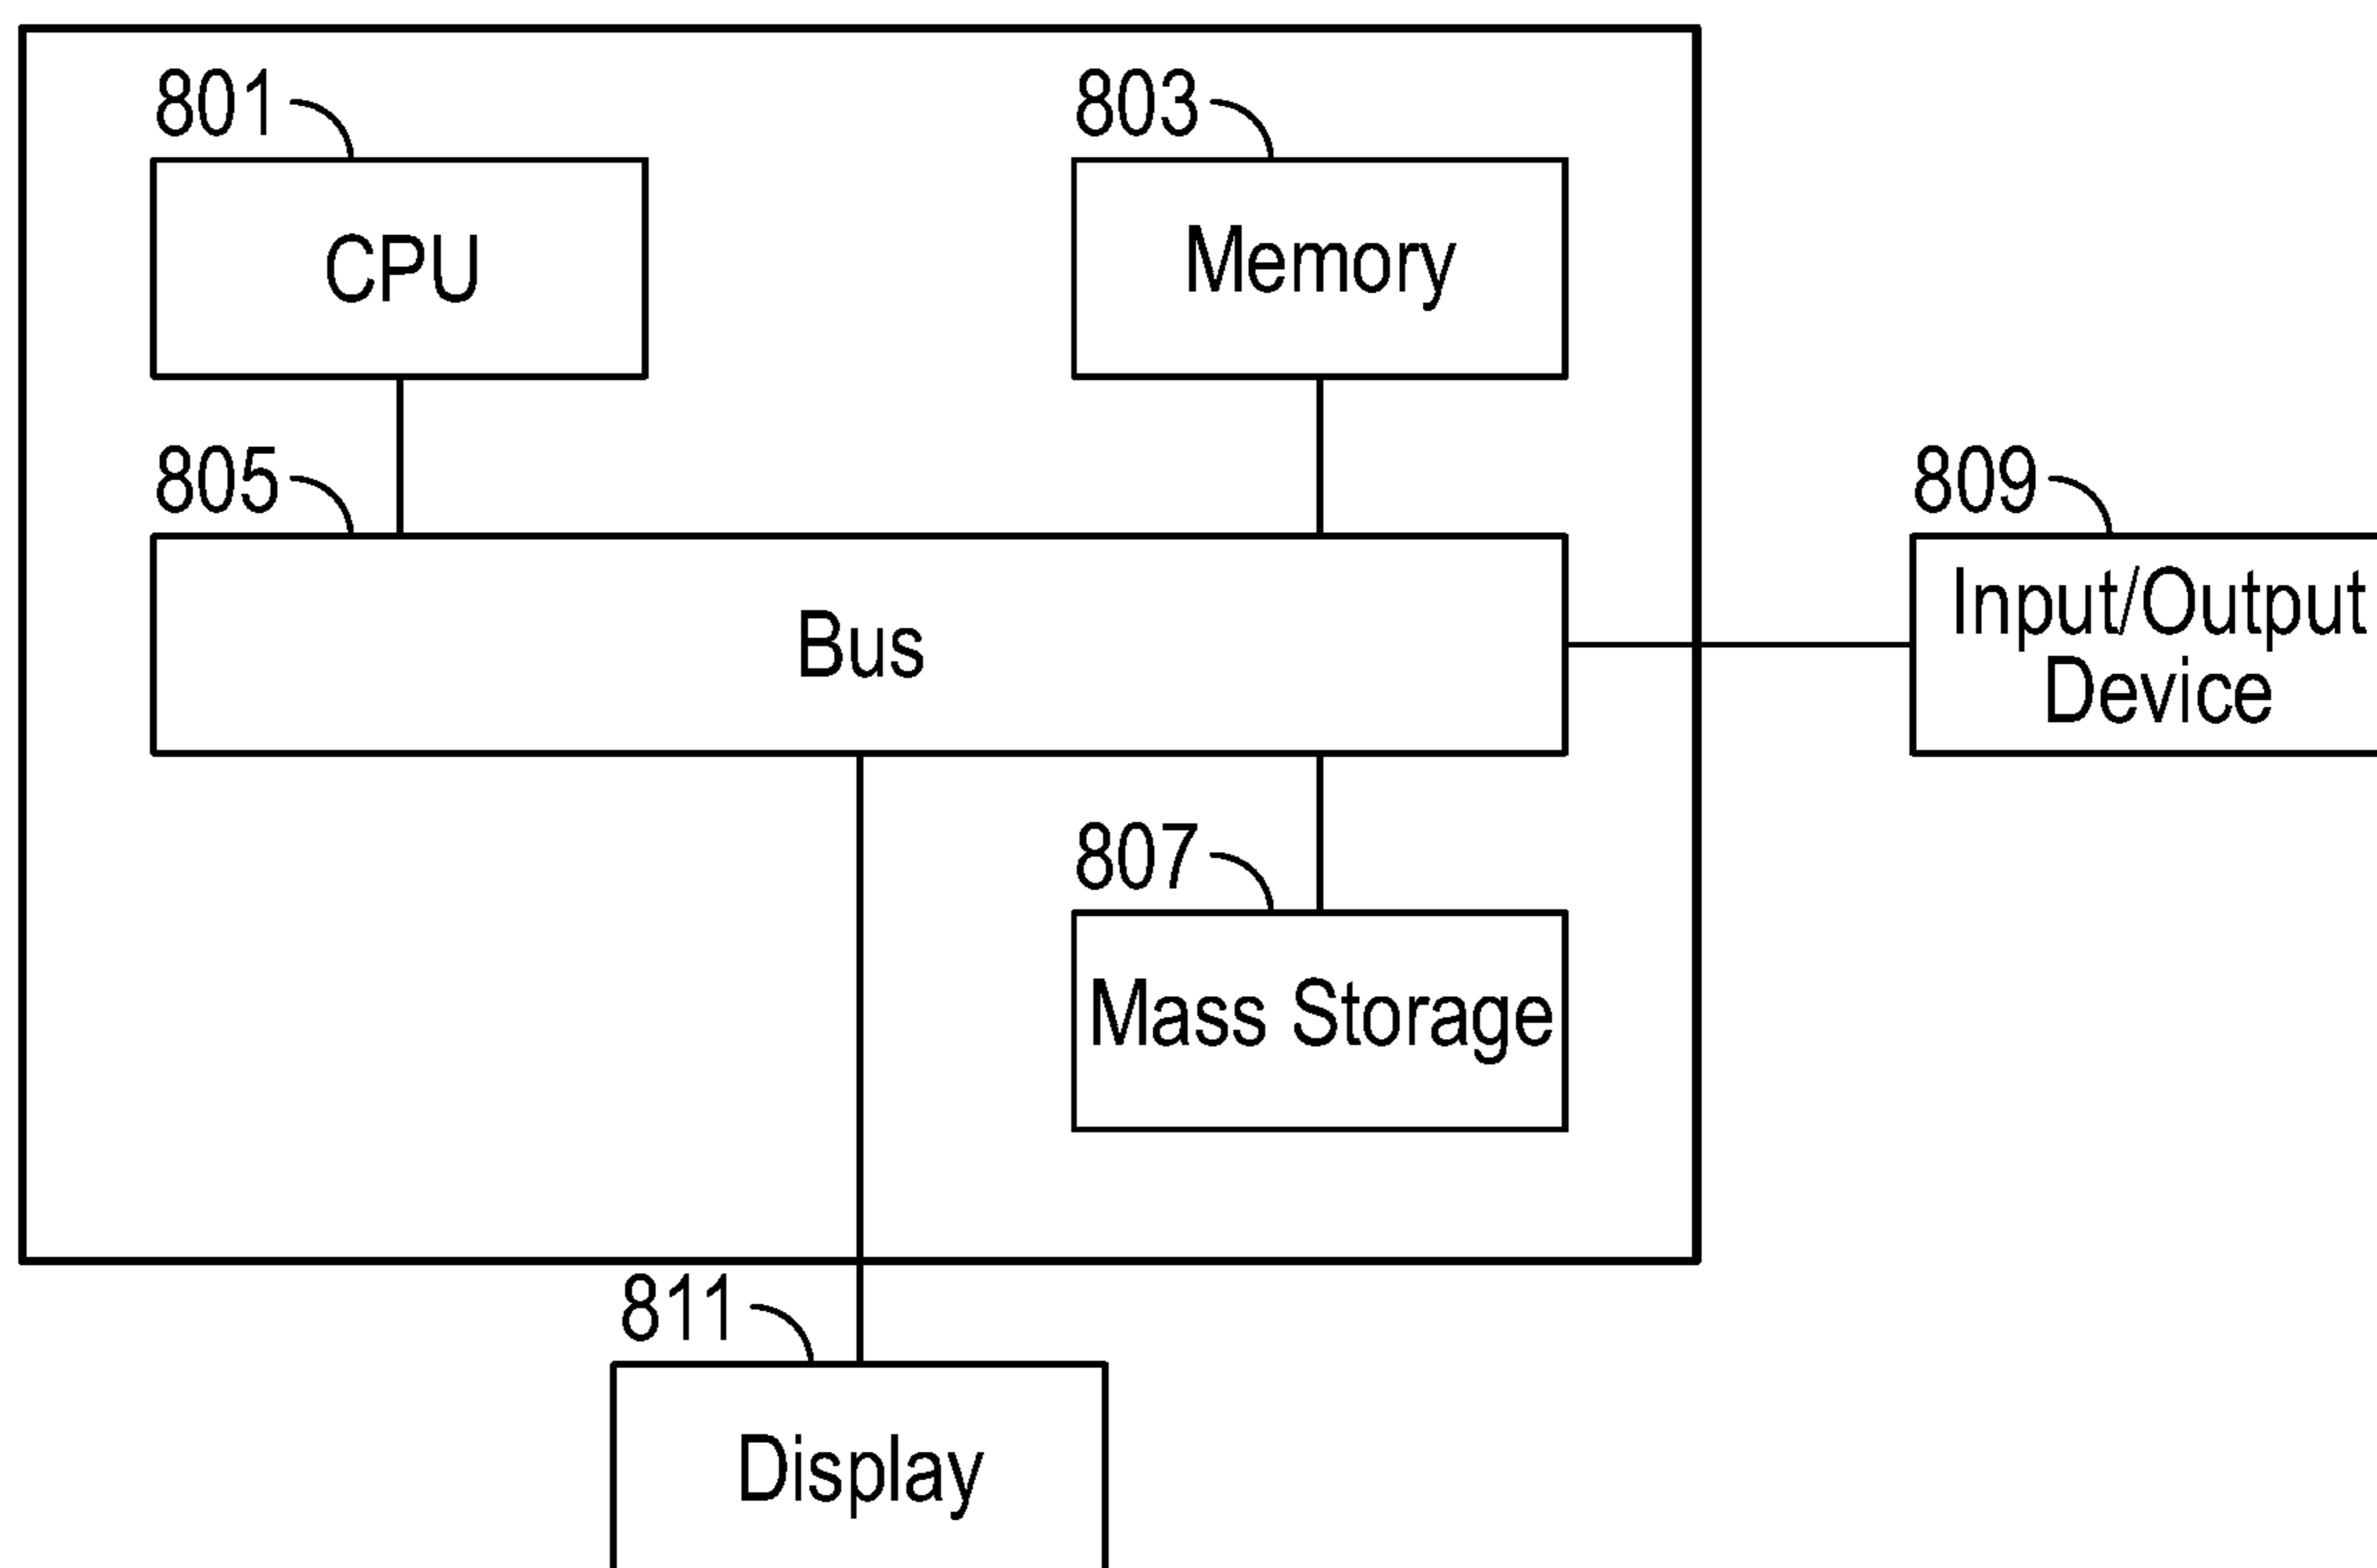 801
CPU
803
Memory
805
Bus
809
Input/Output
Device
807
Mass Storage
811
Display